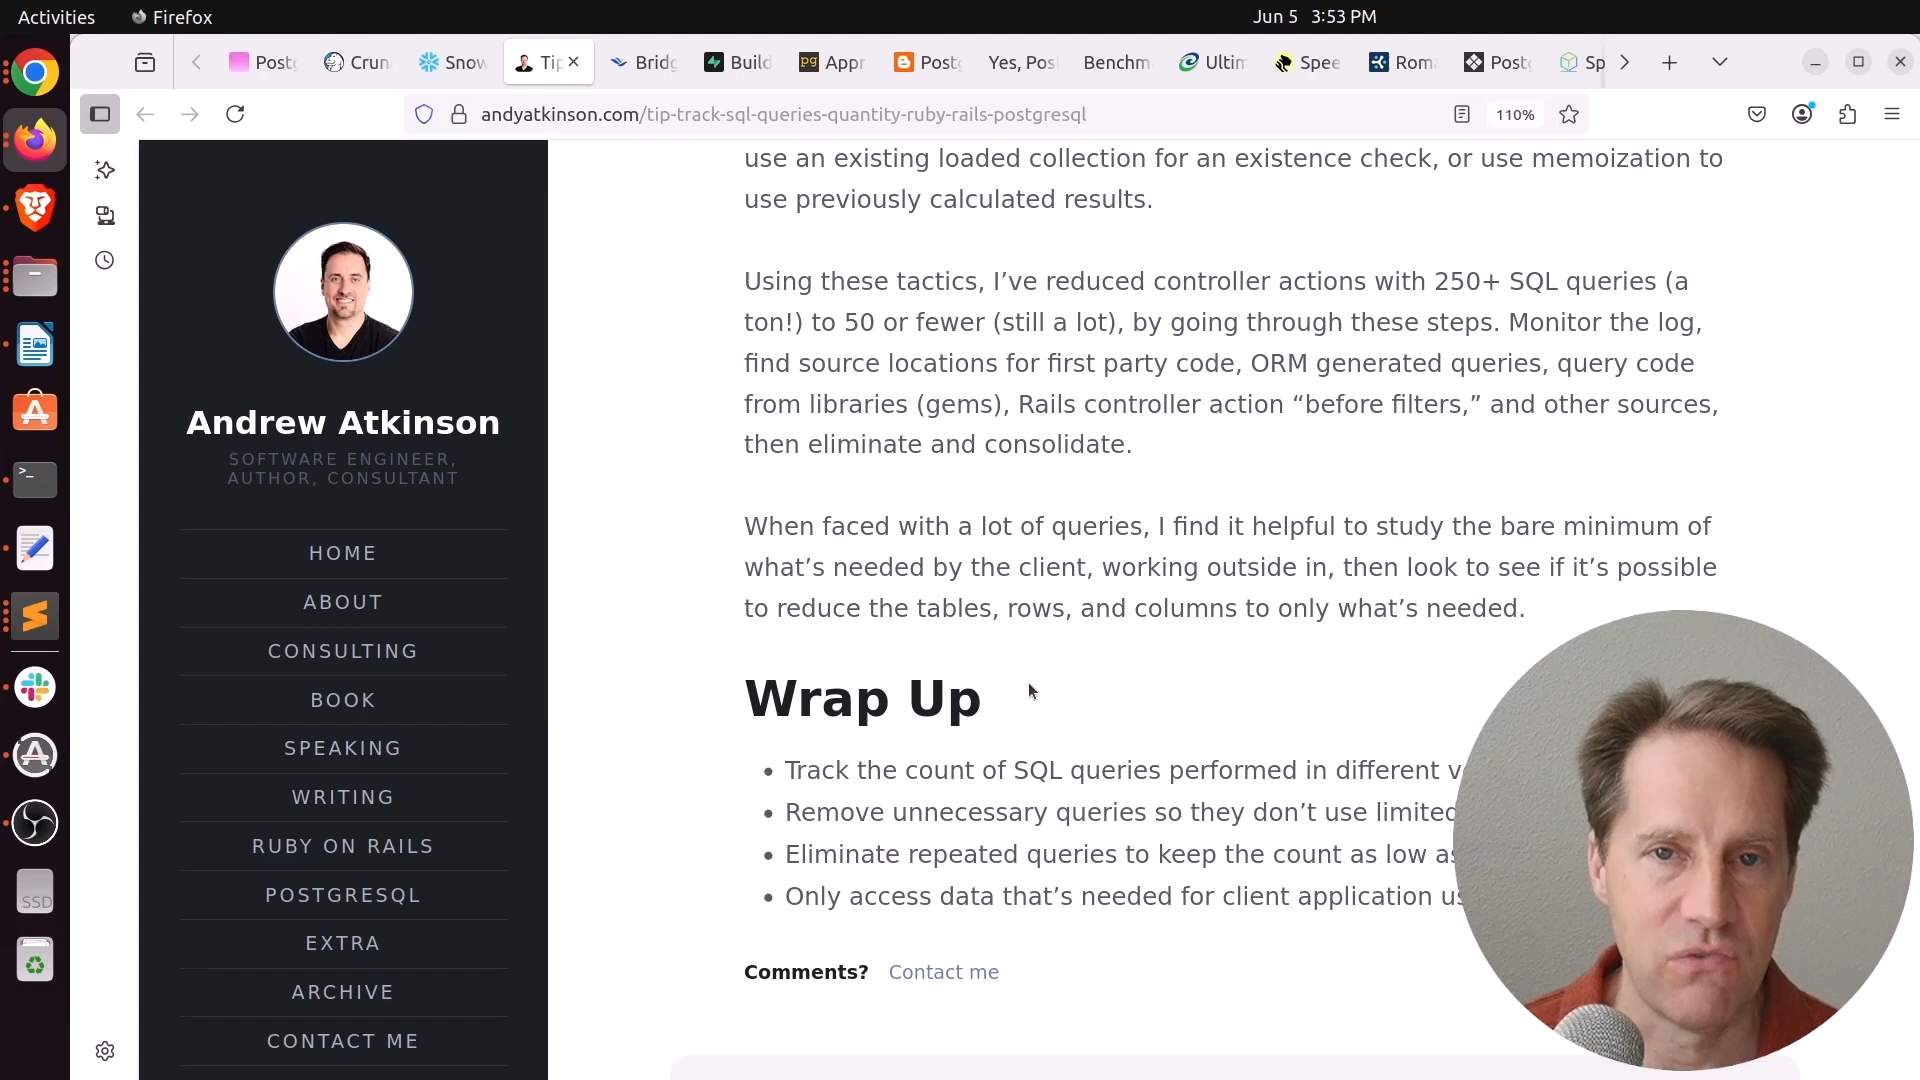 Activities
Firefox
Jun 5 3:53 PM
Postg
Crun
Snow
Tip
Bridg
Build
Appr
Postg
Yes, Pos
Benchm
Ultim
Spee
Rom
Postg
Sp
andyatkinson.com/tip-track-sql-queries-quantity-ruby-rails-postgresql
110%
Andrew Atkinson
SOFTWARE ENGINEER,
AUTHOR, CONSULTANT
HOME
ABOUT
CONSULTING
BOOK
SPEAKING
WRITING
RUBY ON RAILS
POSTGRESQL
EXTRA
ARCHIVE
CONTACT ME
use an existing loaded collection for an existence check, or use memoization to
use previously calculated results.
Using these tactics, I’ve reduced controller actions with 250+ SQL queries (a
ton!) to 50 or fewer (still a lot), by going through these steps. Monitor the log,
find source locations for first party code, ORM generated queries, query code
from libraries (gems), Rails controller action “before filters,” and other sources,
then eliminate and consolidate.
When faced with a lot of queries, I find it helpful to study the bare minimum of
what’s needed by the client, working outside in, then look to see if it’s possible
to reduce the tables, rows, and columns to only what’s needed.
Wrap Up
• Track the count of SQL queries performed in different
• Remove unnecessary queries so they don’t use limited
• Eliminate repeated queries to keep the count as low as
• Only access data that’s needed for client application
Comments? Contact me
SSD